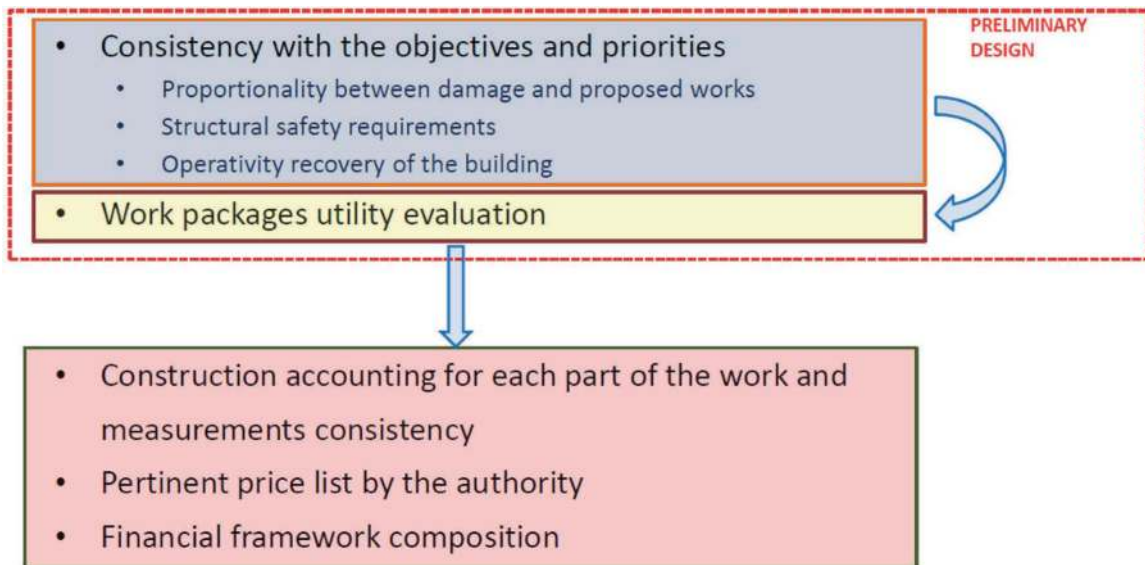 PRELIMINARY
DESIGN
• Consistency with the objectives and priorities
• Proportionality between damage and proposed works
• Structural safety requirements
• Operativity recovery of the building
• Work packages utility evaluation
• Construction accounting for each part of the work and
measurements consistency
• Pertinent price list by the authority
• Financial framework composition